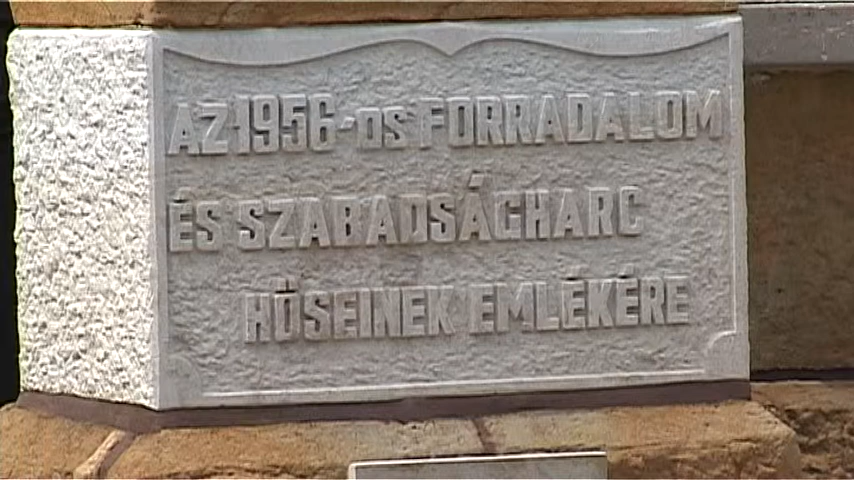 AZ 1956-OS FORRADALOM
ÉS SZABADSÁGHARC
HŐSEINEK EMLÉKÉRE